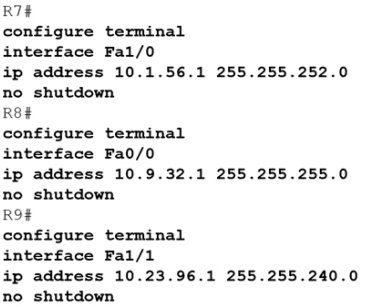 R7#
configure terminal
interface Fa1/0
ip address 10.1.56.1 255.255.252.0
no shutdown
R8#
configure terminal
interface Fa0/0
ip address 10.9.32.1 255.255.255.0
no shutdown
R9#
configure terminal
interface Fa1/1
ip address 10.23.96.1 255.255.240.0
no shutdown